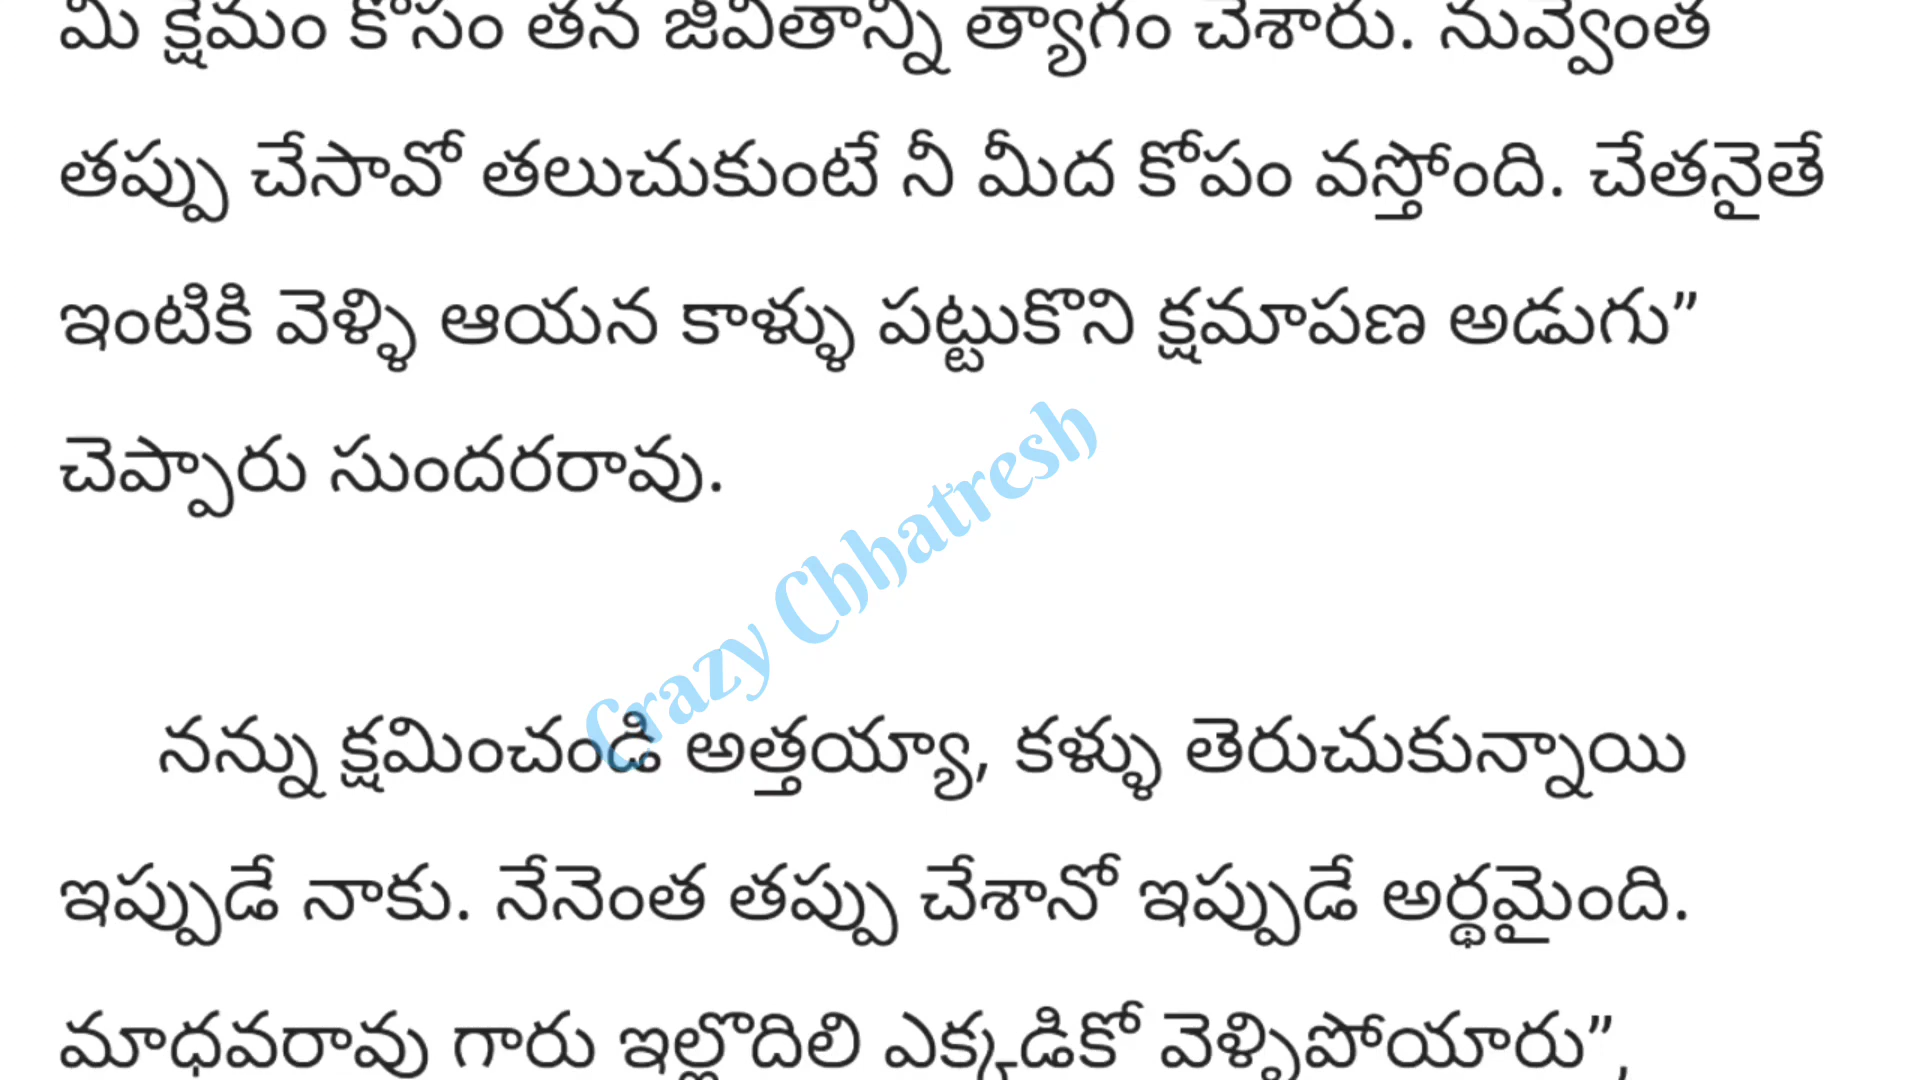 మీ క్షేమం కోసం తన జీవితాన్ని త్యాగం చేశారు. నువ్వెంత
తప్పు చేసావో తలుచుకుంటే నీ మీద కోపం వస్తోంది. చేతనైతే
ఇంటికి వెళ్ళి ఆయన కాళ్ళు పట్టుకొని క్షమాపణ అడుగు”
చెప్పారు సుందరరావు.
Crazy Chhatresh
నన్ను క్షమించండి అత్తయ్యా, కళ్ళు తెరుచుకున్నాయి
ఇప్పుడే నాకు. నేనెంత తప్పు చేశానో ఇప్పుడే అర్థమైంది.
మాధవరావు గారు ఇల్లొదిలి ఎక్కడికో వెళ్ళిపోయారు”,